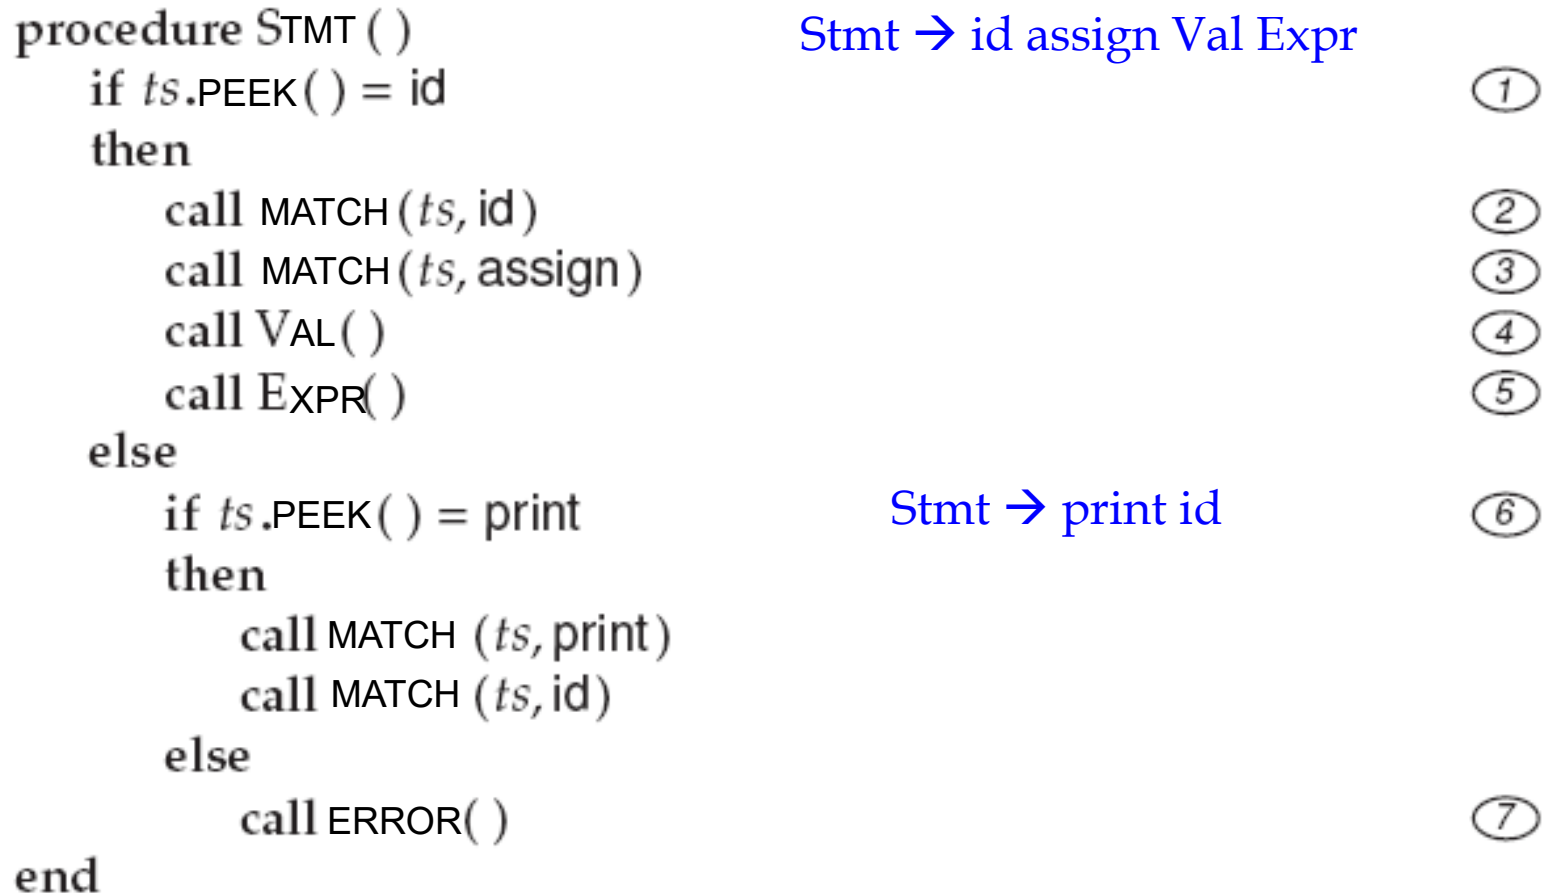 procedure STMT ( ) Stmt → id assign Val Expr
if ts.PEEK ( ) = id 1
then
call MATCH (ts, id) 2
call MATCH (ts, assign) 3
call VAL ( ) 4
call EXPR( ) 5
else
if ts.PEEK ( ) = print Stmt → print id 6
then
call MATCH (ts, print)
call MATCH (ts, id)
else
call ERROR( ) 7
end